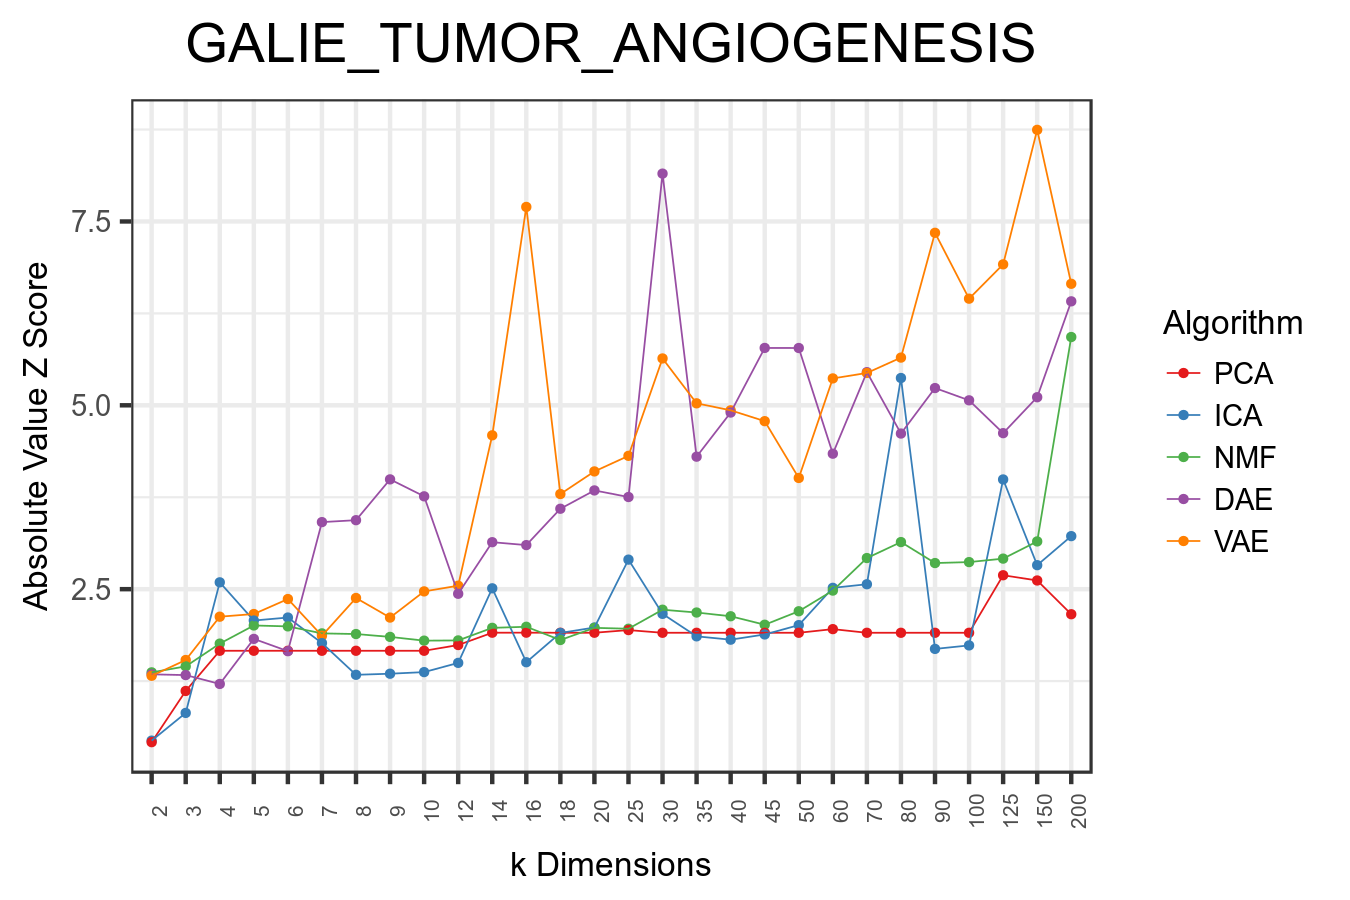 GALIE_TUMOR_ANGIOGENESIS
Absolute Value Z Score
7.5
5.0
2.5
2 3 4 5 6 7 8 9 10 12 14 16 18 20 25 30 35 40 45 50 60 70 80 90 100 125 150 200
k Dimensions
Algorithm
PCA
ICA
NMF
DAE
VAE